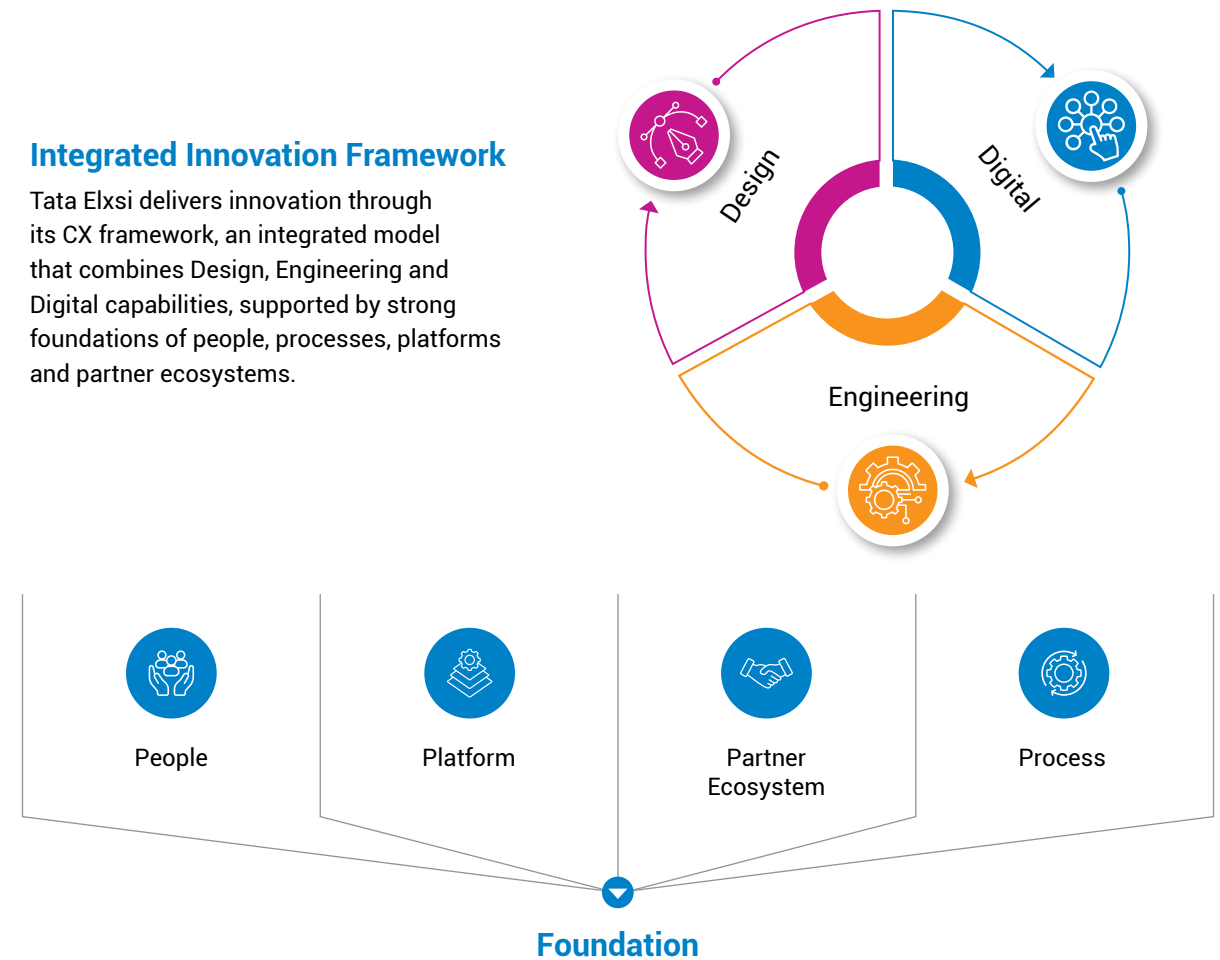 Integrated Innovation Framework
Tata Elxsi delivers innovation through
its CX framework, an integrated model
that combines Design, Engineering and
Digital capabilities, supported by strong
foundations of people, processes, platforms
and partner ecosystems.
Design
Digital
Engineering
People
Platform
Partner
Ecosystem
Process
Foundation